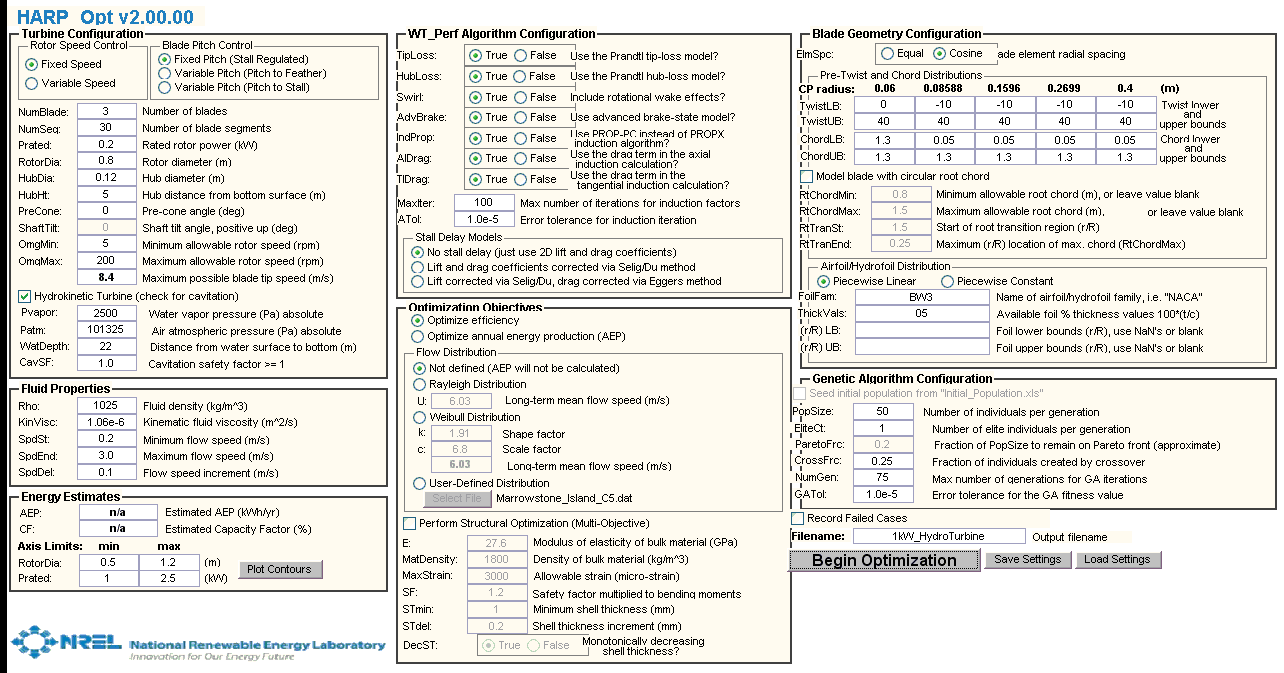 HARP_Opt v2.00.00
Turbine Configuration
Rotor Speed Control
Fixed Speed
Variable Speed
Blade Pitch Control
Fixed Pitch (Stall Regulated)
Variable Pitch (Pitch to Feather)
Variable Pitch (Pitch to Stall)
NumBlade: 3 Number of blades
NumSeg: 30 Number of blade segments
Prated: 0.2 Rated rotor power (kW)
RotorDia: 0.8 Rotor diameter (m)
HubDia: 0.12 Hub diameter (m)
HubHt: 5 Hub distance from bottom surface (m)
PreCone: 0 Pre-cone angle (deg)
ShaftTilt: 0 Shaft tilt angle, positive up (deg)
OmgMin: 5 Minimum allowable rotor speed (rpm)
OmgMax: 200 Maximum allowable rotor speed (rpm)
8.4 Maximum possible blade tip speed (m/s)
Hydrokinetic Turbine (check for cavitation)
Pvapor: 2500 Water vapor pressure (Pa) absolute
Patm: 101325 Air atmospheric pressure (Pa) absolute
WatDepth: 22 Distance from water surface to bottom (m)
CavSF: 1.0 Cavitation safety factor >= 1
Fluid Properties
Rho: 1025 Fluid density (kg/m^3)
KinVisc: 1.06e-6 Kinematic fluid viscosity (m^2/s)
SpdSt: 0.2 Minimum flow speed (m/s)
SpdEnd: 3.0 Maximum flow speed (m/s)
SpdDel: 0.1 Flow speed increment (m/s)
Energy Estimates
AEP: n/a Estimated AEP (kWh/yr)
CF: n/a Estimated Capacity Factor (%)
Axis Limits: min max
RotorDia: 0.5 1.2 (m)
Prated: 1 2.5 (kW)
Plot Contours
NREL National Renewable Energy Laboratory
Innovation for Our Energy Future
WT_Perf Algorithm Configuration
TipLoss: True False Use the Prandtl tip-loss model?
HubLoss: True False Use the Prandtl hub-loss model?
Swirl: True False Include rotational wake effects?
AdvBrake: True False Use advanced brake-state model?
IndProp: True False Use PROP-PC instead of PROPX
induction algorithm?
AIDrag: True False Use the drag term in the axial
induction calculation?
TIDrag: True False Use the drag term in the
tangential induction calculation?
MaxIter: 100 Max number of iterations for induction factors
ATol: 1.0e-5 Error tolerance for induction iteration
Stall Delay Models
No stall delay (just use 2D lift and drag coefficients)
Lift and drag coefficients corrected via Selig/Du method
Lift corrected via Selig/Du, drag corrected via Eggers method
Optimization Objectives
Optimize efficiency
Optimize annual energy production (AEP)
Flow Distribution
Not defined (AEP will not be calculated)
Rayleigh Distribution
U: 6.03 Long-term mean flow speed (m/s)
Weibull Distribution
k: 1.91 Shape factor
c: 6.8 Scale factor
6.03 Long-term mean flow speed (m/s)
User-Defined Distribution
Select File Marrowstone_Island_C5.dat
Perform Structural Optimization (Multi-Objective)
E: 27.6 Modulus of elasticity of bulk material (GPa)
MatDensity: 1800 Density of bulk material (kg/m^3)
MaxStrain: 3000 Allowable strain (micro-strain)
SF: 1.2 Safety factor multiplied to bending moments
STmin: 1 Minimum shell thickness (mm)
STdel: 0.2 Shell thickness increment (mm)
DecST: True False Monotonically decreasing
shell thickness?
Blade Geometry Configuration
ElmSpc: Equal Cosine ade element radial spacing
Pre-Twist and Chord Distributions
CP radius: 0.06 0.08588 0.1596 0.2699 0.4 (m)
TwistLB: 0 -10 -10 -10 -10 Twist lower
and
TwistUB: 40 40 40 40 40 upper bounds
ChordLB: 1.3 0.05 0.05 0.05 0.05 Chord lower
and
ChordUB: 1.3 1.3 1.3 1.3 1.3 upper bounds
Model blade with circular root chord
RtChordMin: 0.8 Minimum allowable root chord (m), or leave value blank
RtChordMax: 1.5 Maximum allowable root chord (m), or leave value blank
RtTranSt: 1.5 Start of root transition region (r/R)
RtTranEnd: 0.25 Maximum (r/R) location of max. chord (RtChordMax)
Airfoil/Hydrofoil Distribution
Piecewise Linear Piecewise Constant
FoilFam: BW3 Name of airfoil/hydrofoil family, i.e. "NACA"
ThickVals: 05 Available foil % thickness values 100*(t/c)
(r/R) LB: Foil lower bounds (r/R), use NaN's or blank
(r/R) UB: Foil upper bounds (r/R), use NaN's or blank
Genetic Algorithm Configuration
Seed initial population from "Initial_Population.xls"
PopSize: 50 Number of individuals per generation
EliteCt: 1 Number of elite individuals per generation
ParetoFrc: 0.2 Fraction of PopSize to remain on Pareto front (approximate)
CrossFrc: 0.25 Fraction of individuals created by crossover
NumGen: 75 Max number of generations for GA iterations
GATol: 1.0e-5 Error tolerance for the GA fitness value
Record Failed Cases
Filename: 1kW_HydroTurbine Output filename
Begin Optimization Save Settings Load Settings